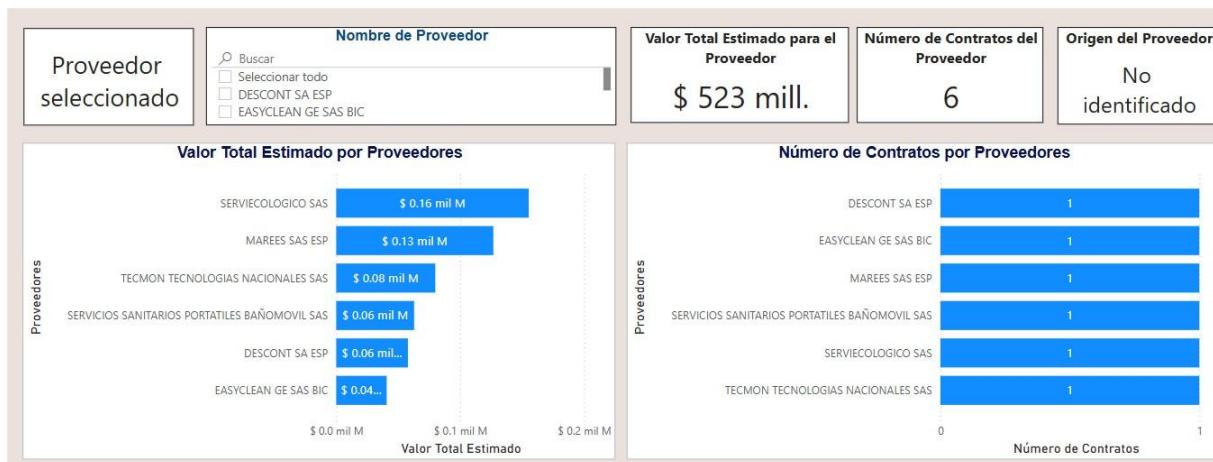 Proveedor
seleccionado
Nombre de Proveedor
Buscar
Seleccionar todo
DESCONT SA ESP
EASYCLEAN GE SAS BIC
Valor Total Estimado para el
Proveedor
$ 523 mill.
Número de Contratos del
Proveedor
6
Origen del Proveedor
No
identificado
Valor Total Estimado por Proveedores
Proveedores
SERVIECOLOGICO SAS
$ 0.16 mil M
MAREES SAS ESP
$ 0.13 mil M
TECMON TECNOLOGIAS NACIONALES SAS
$ 0.08 mil M
SERVICIOS SANITARIOS PORTATILES BAÑOMOVIL SAS
$ 0.06 mil M
DESCONT SA ESP
$ 0.06 mil...
EASYCLEAN GE SAS BIC
$ 0.04...
$ 0.0 mil M
$ 0.1 mil M
$ 0.2 mil M
Valor Total Estimado
Número de Contratos por Proveedores
Proveedores
DESCONT SA ESP
1
EASYCLEAN GE SAS BIC
1
MAREES SAS ESP
1
SERVICIOS SANITARIOS PORTATILES BAÑOMOVIL SAS
1
SERVIECOLOGICO SAS
1
TECMON TECNOLOGIAS NACIONALES SAS
1
0
1
Número de Contratos